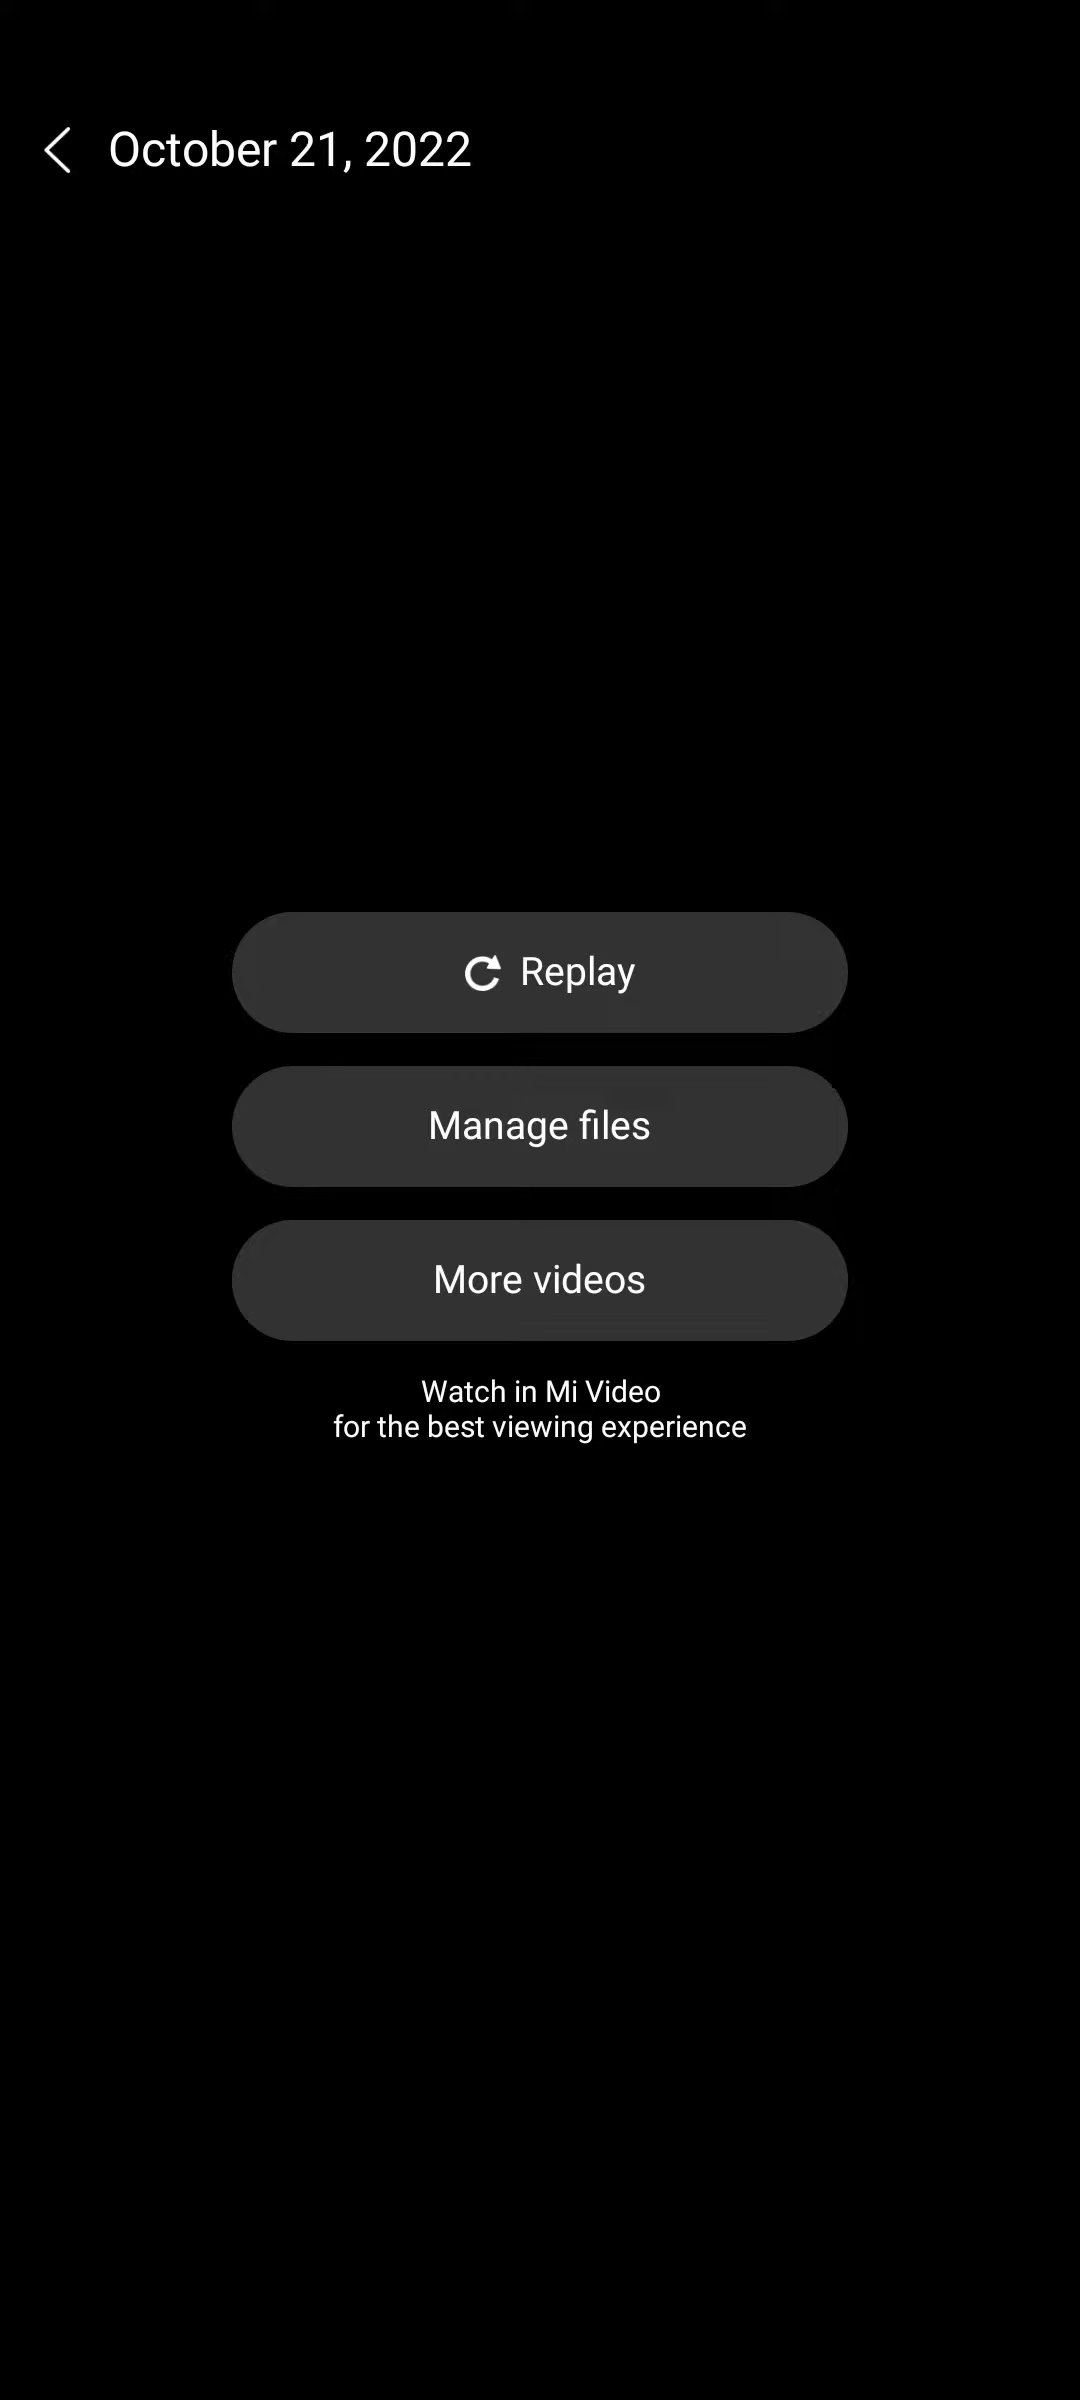 October 21, 2022
Replay
Manage files
More videos
Watch in Mi Video
for the best viewing experience